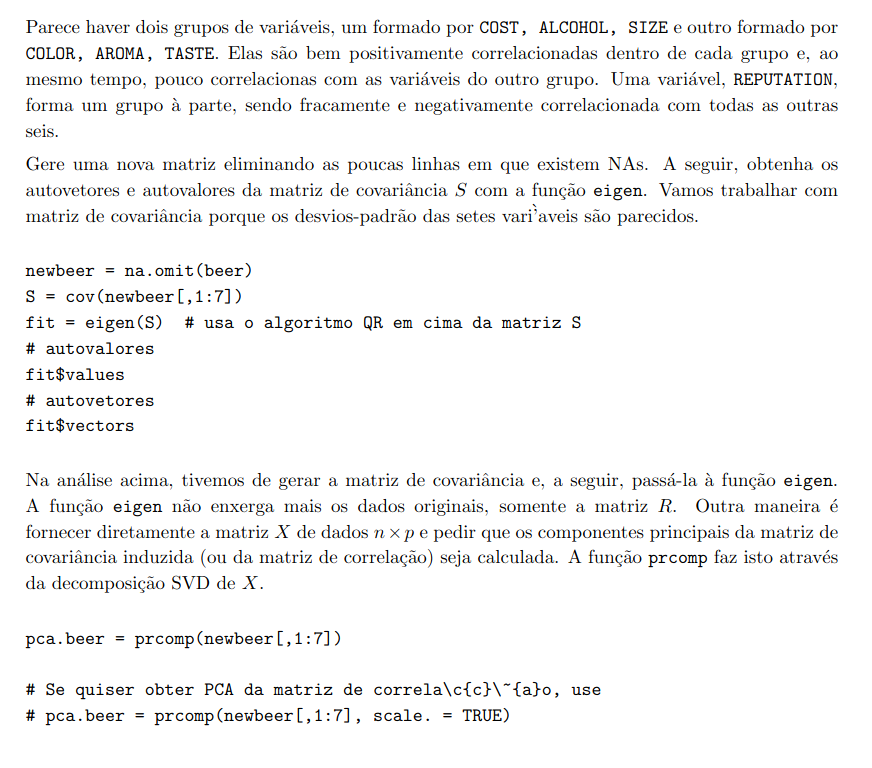 Parece haver dois grupos de variáveis, um formado por COST, ALCOHOL, SIZE e outro formado por
COLOR, AROMA, TASTE. Elas são bem positivamente correlacionadas dentro de cada grupo e, ao
mesmo tempo, pouco correlacionas com as variáveis do outro grupo. Uma variável, REPUTATION,
forma um grupo à parte, sendo fracamente e negativamente correlacionada com todas as outras
seis.
Gere uma nova matriz eliminando as poucas linhas em que existem NAs. A seguir, obtenha os
autovetores e autovalores da matriz de covariância S com a função eigen. Vamos trabalhar com
matriz de covariância porque os desvios-padrão das setes vari'̀aveis são parecidos.
newbeer = na.omit(beer)
S = cov(newbeer[,1:7])
fit = eigen(S) # usa o algoritmo QR em cima da matriz S
# autovalores
fit$values
# autovetores
fit$vectors
Na análise acima, tivemos de gerar a matriz de covariância e, a seguir, passá-la à função eigen.
A função eigen não enxerga mais os dados originais, somente a matriz R. Outra maneira é
fornecer diretamente a matriz X de dados n × p e pedir que os componentes principais da matriz de
covariância induzida (ou da matriz de correlação) seja calculada. A função prcomp faz isto através
da decomposição SVD de X.
pca.beer = prcomp(newbeer[,1:7])
# Se quiser obter PCA da matriz de correla\c{c}\~{a}o, use
# pca.beer = prcomp(newbeer[,1:7], scale. = TRUE)